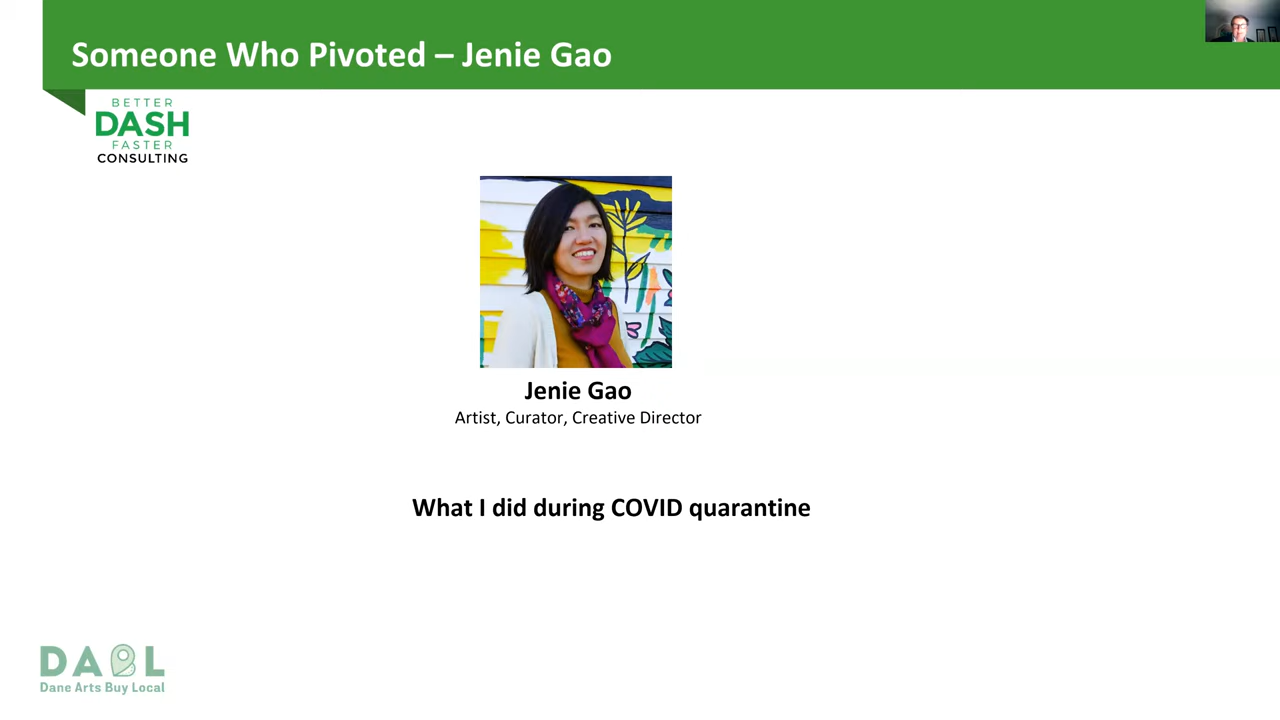 Someone Who Pivoted – Jenie Gao
BETTER
DASH
FASTER
CONSULTING
Jenie Gao
Artist, Curator, Creative Director
What I did during COVID quarantine
DABL
Dane Arts Buy Local